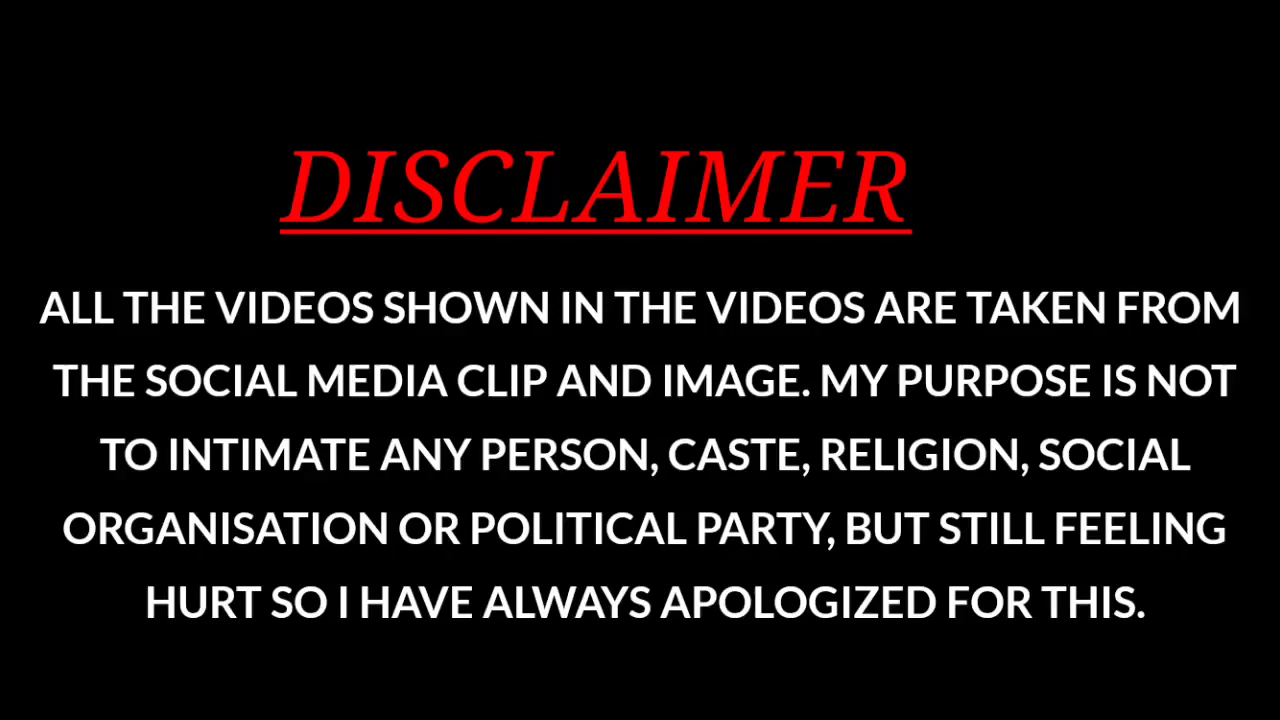 DISCLAIMER
ALL THE VIDEOS SHOWN IN THE VIDEOS ARE TAKEN FROM
THE SOCIAL MEDIA CLIP AND IMAGE. MY PURPOSE IS NOT
TO INTIMATE ANY PERSON, CASTE, RELIGION, SOCIAL
ORGANISATION OR POLITICAL PARTY, BUT STILL FEELING
HURT SO I HAVE ALWAYS APOLOGIZED FOR THIS.